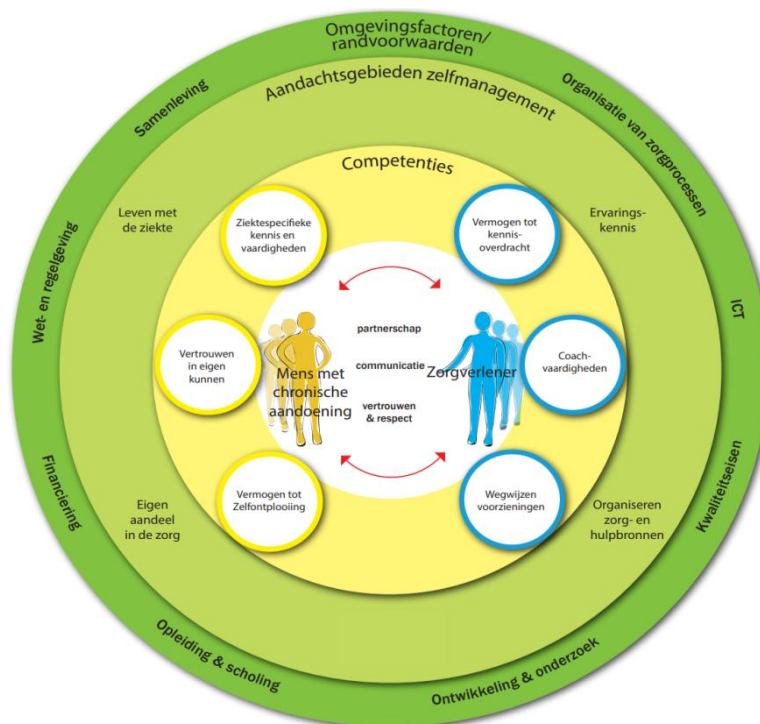 Omgevingsfactoren/
randvoorwaarden
Aandachtsgebieden zelfmanagement
Competenties
Samenleving
Organisatie van zorgprocessen
Wet- en regelgeving
ICT
Financiering
Kwaliteitseisen
Opleiding & scholing
Ontwikkeling & onderzoek
Leven met
de ziekte
Ervarings-
kennis
Eigen
aandeel
in de zorg
Organiseren
zorg- en
hulpbronnen
Ziektespecifieke
kennis en
vaardigheden
Vermogen tot
kennis-
overdracht
Vertrouwen
in eigen
kunnen
Coach-
vaardigheden
Vermogen tot
Zelfontplooiing
Wegwijzen
voorzieningen
Mens met
chronische
aandoening
partnerschap
communicatie
vertrouwen
& respect
Zorgverlener